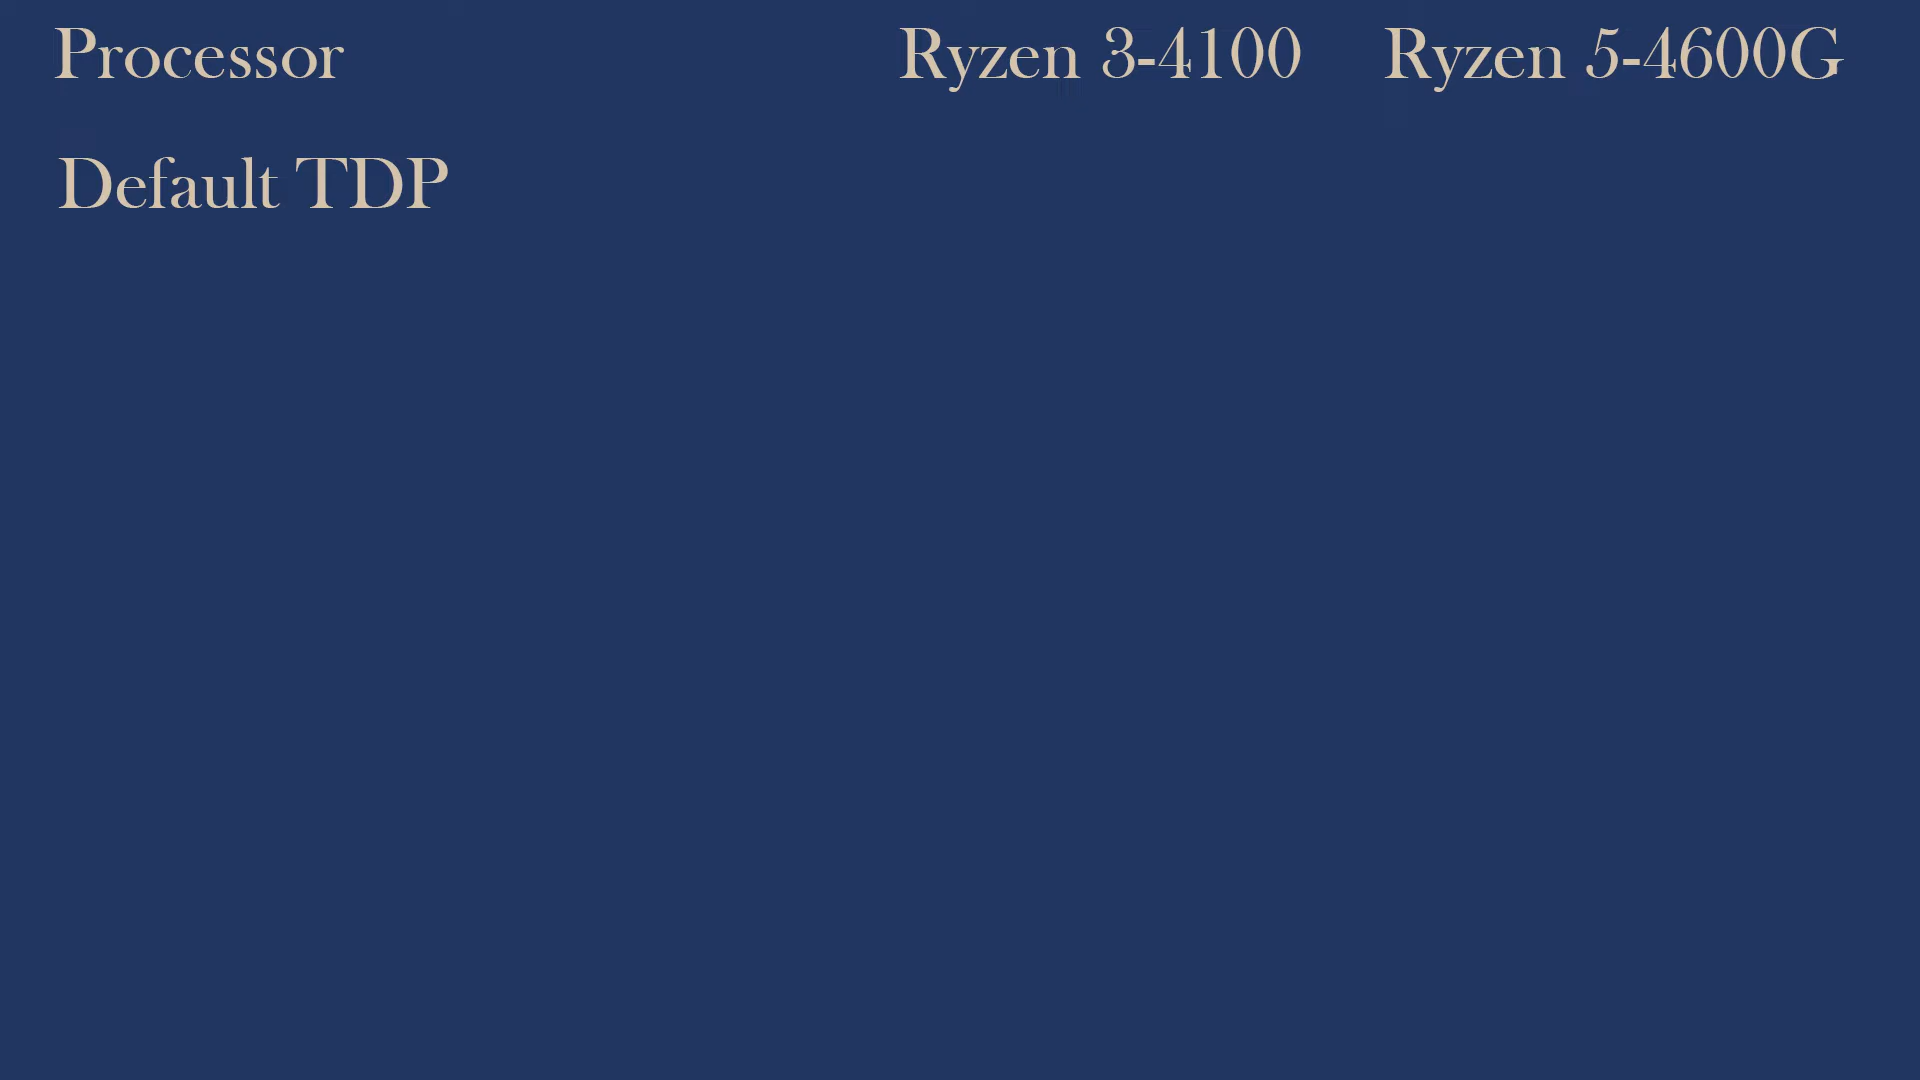 Processor Ryzen 3-4100 Ryzen 5-4600G
Default TDP